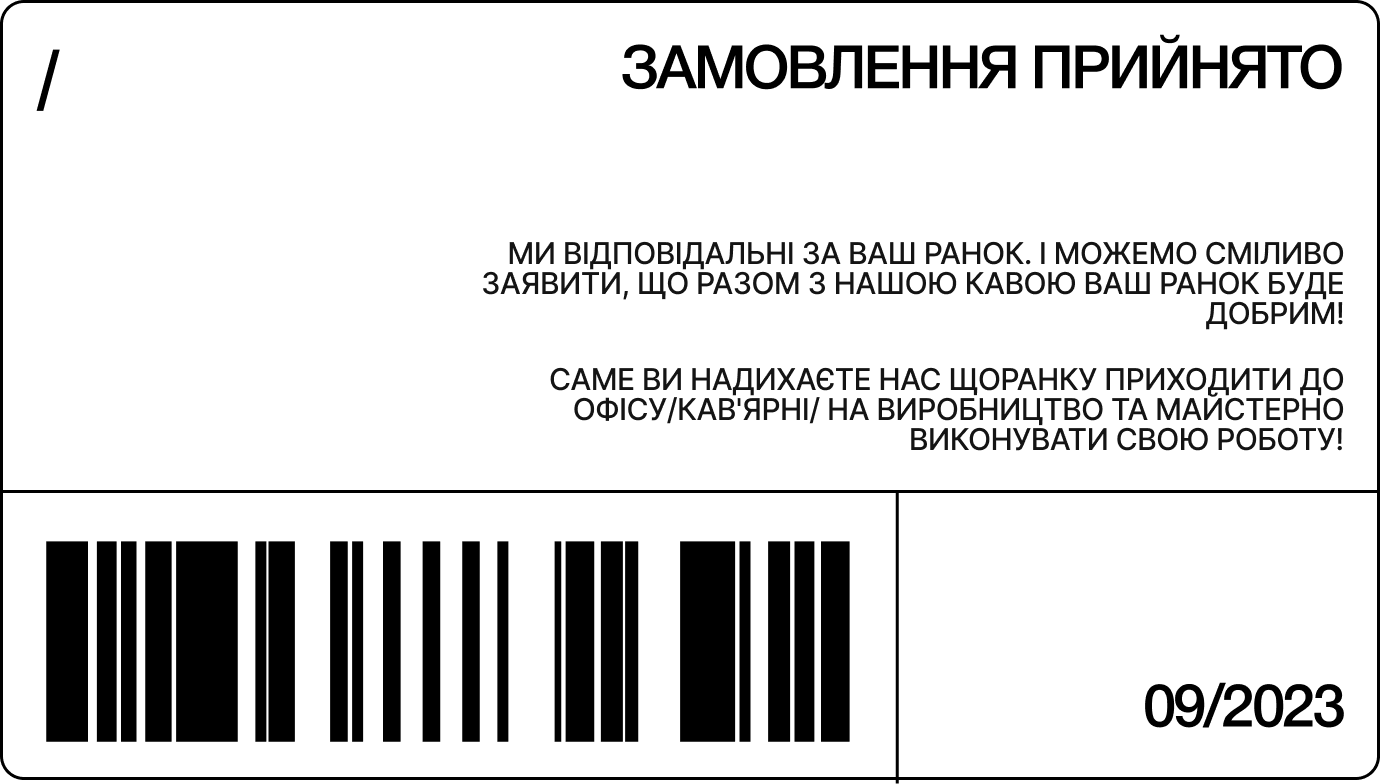 /
ЗАМОВЛЕННЯ ПРИЙНЯТО
МИ ВІДПОВІДАЛЬНІ ЗА ВАШ РАНОК. І МОЖЕМО СМІЛИВО
ЗАЯВИТИ, ЩО РАЗОМ З НАШОЮ КАВОЮ ВАШ РАНОК БУДЕ
ДОБРИМ!
САМЕ ВИ НАДИХАЄТЕ НАС ЩОРАНКУ ПРИХОДИТИ ДО
ОФІСУ/КАВ'ЯРНІ/ НА ВИРОБНИЦТВО ТА МАЙСТЕРНО
ВИКОНУВАТИ СВОЮ РОБОТУ!
09/2023